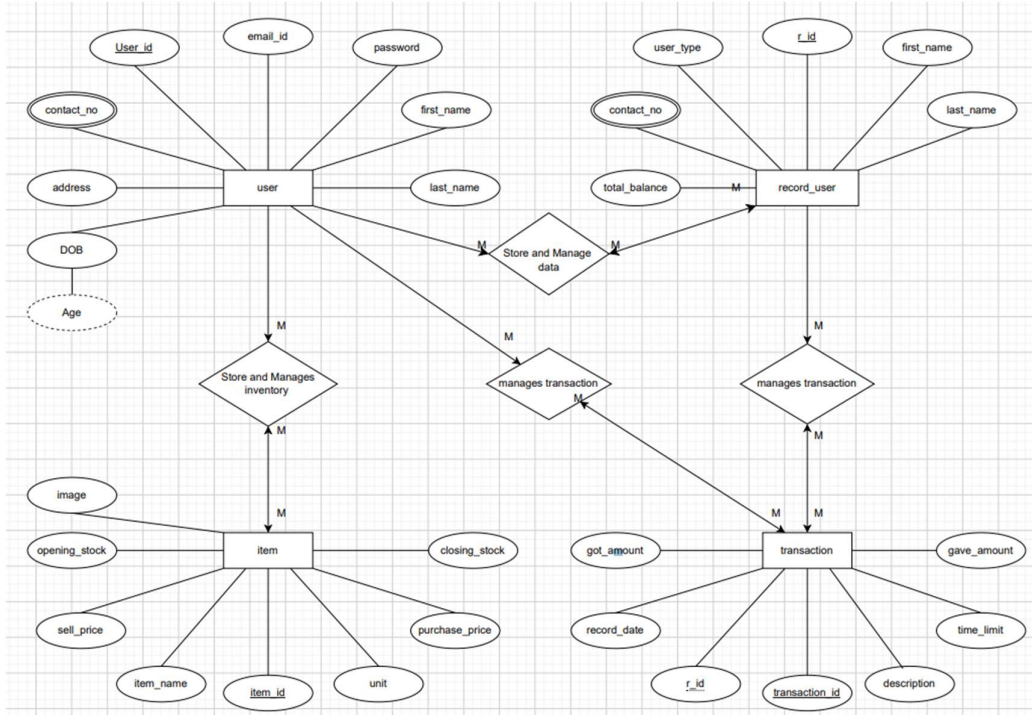 email_id
r_id
User_id
password
user_type
first_name
contact_no
first_name
contact_no
last_name
address
user
last_name
total_balance
M
record_user
DOB
M
Store and Manage
data
M
Age
M
M
M
Store and Manages
inventory
manages transaction
manages transaction
M
M
M
image
M
M
M
opening_stock
item
closing_stock
got_amount
transaction
gave_amount
sell_price
purchase_price
record_date
time_limit
item_name
item_id
unit
r_id
transaction_id
description